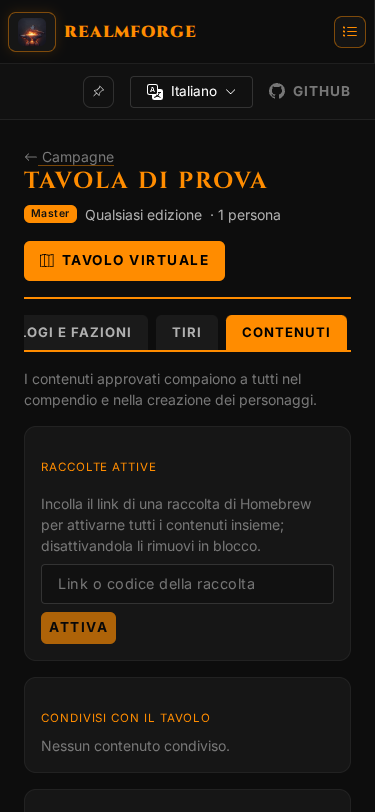 REALMFORGE
Italiano
GITHUB
← Campagne
TAVOLA DI PROVA
Master Qualsiasi edizione · 1 persona
TAVOLO VIRTUALE
LOGI E FAZIONI TIRI CONTENUTI
I contenuti approvati compaiono a tutti nel
compendio e nella creazione dei personaggi.
RACCOLTE ATTIVE
Incolla il link di una raccolta di Homebrew
per attivarne tutti i contenuti insieme;
disattivandola li rimuovi in blocco.
Link o codice della raccolta
ATTIVA
CONDIVISI CON IL TAVOLO
Nessun contenuto condiviso.